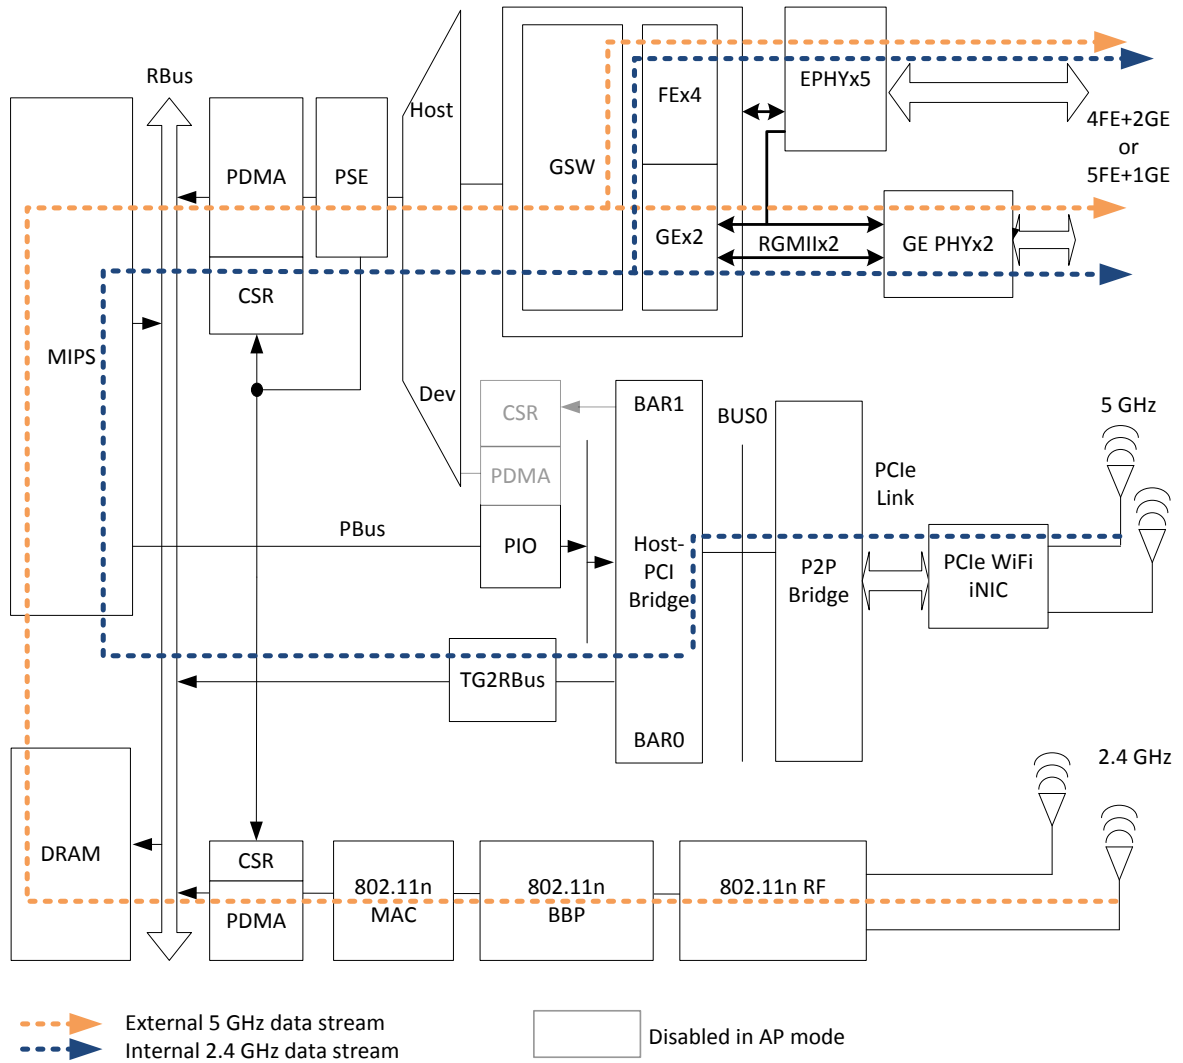 RBus
Host
FEx4
EPHYx5
4FE+2GE
or
5FE+1GE
PDMA
PSE
GSW
GEx2
RGMIIx2
GE PHYx2
CSR
MIPS
Dev
CSR
BAR1
BUS0
5 GHz
PDMA
PCIe
Link
PBus
PIO
Host-
PCI
Bridge
P2P
Bridge
PCIe WiFi
iNIC
TG2RBus
BAR0
2.4 GHz
DRAM
CSR
PDMA
802.11n
MAC
802.11n
BBP
802.11n RF
External 5 GHz data stream
Internal 2.4 GHz data stream
Disabled in AP mode